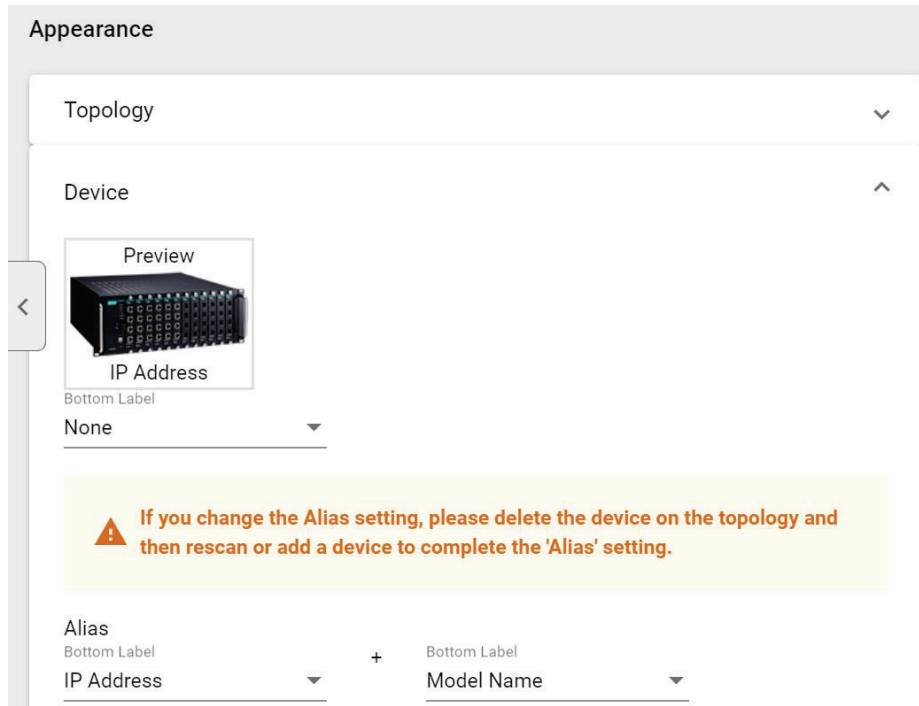 Appearance
Topology
Device
Preview
IP Address
Bottom Label
None
If you change the Alias setting, please delete the device on the topology and
then rescan or add a device to complete the 'Alias' setting.
Alias
Bottom Label
+
Bottom Label
IP Address
Model Name